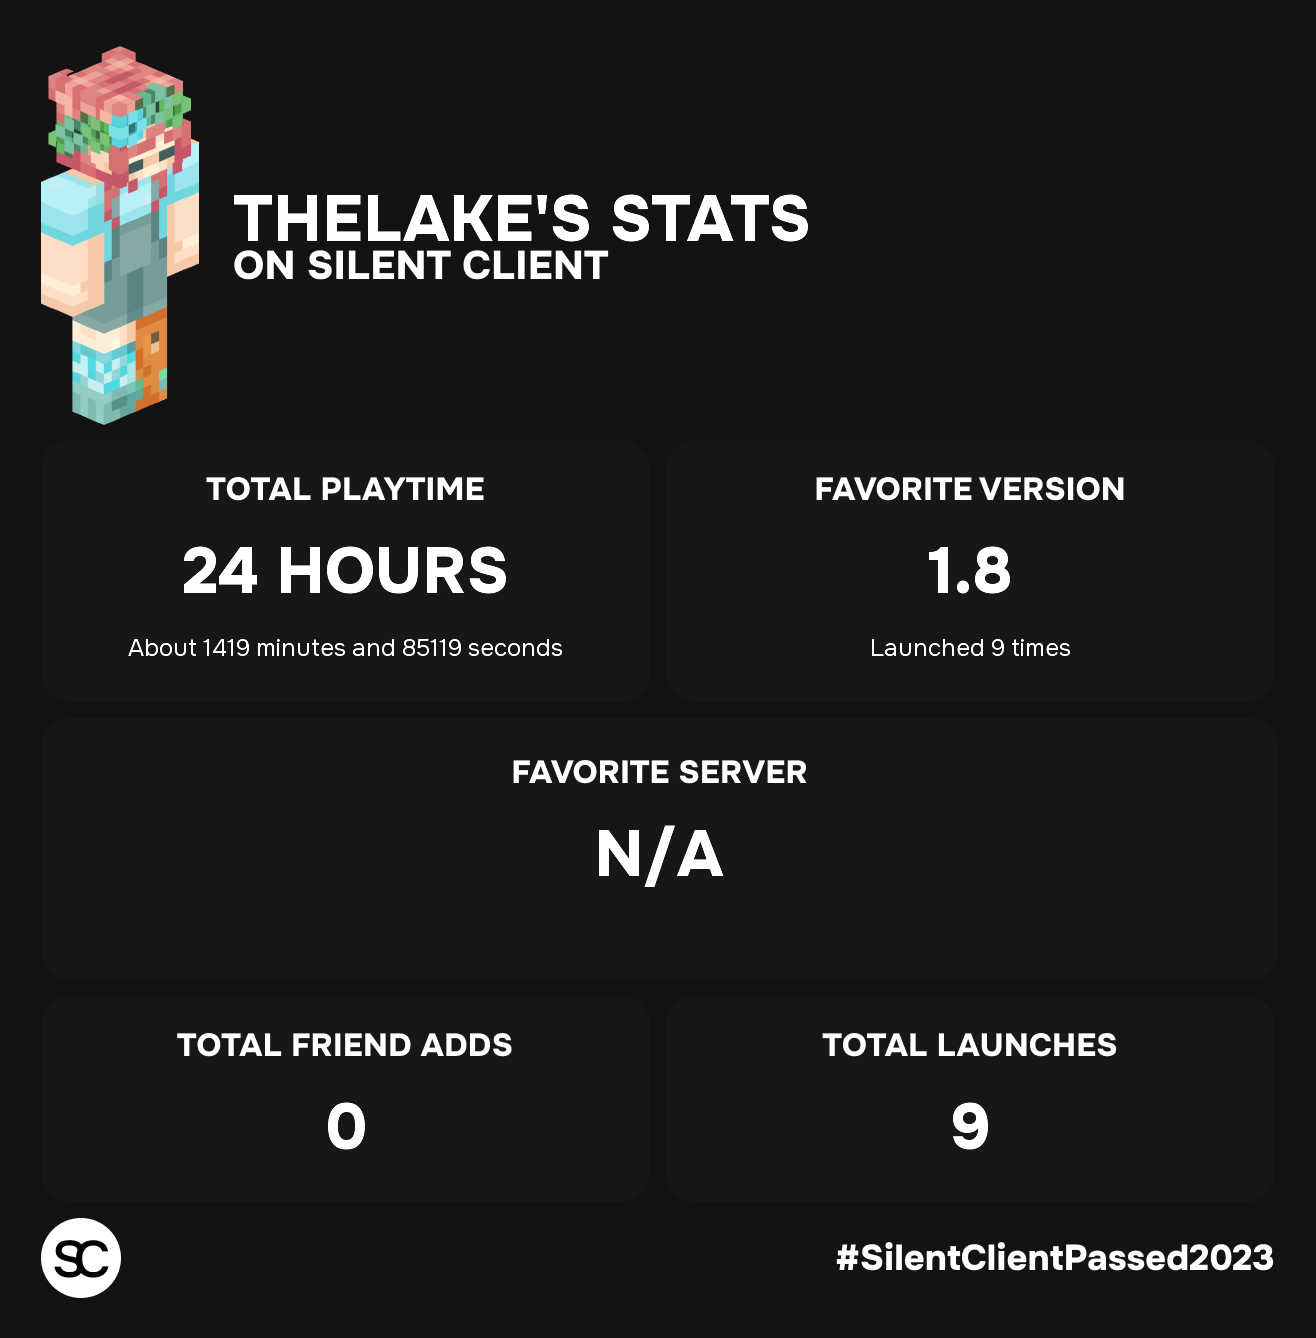 THELAKE'S STATS
ON SILENT CLIENT
TOTAL PLAYTIME
24 HOURS
About 1419 minutes and 85119 seconds
FAVORITE VERSION
1.8
Launched 9 times
FAVORITE SERVER
N/A
TOTAL FRIEND ADDS
0
TOTAL LAUNCHES
9
SC
#SilentClientPassed2023